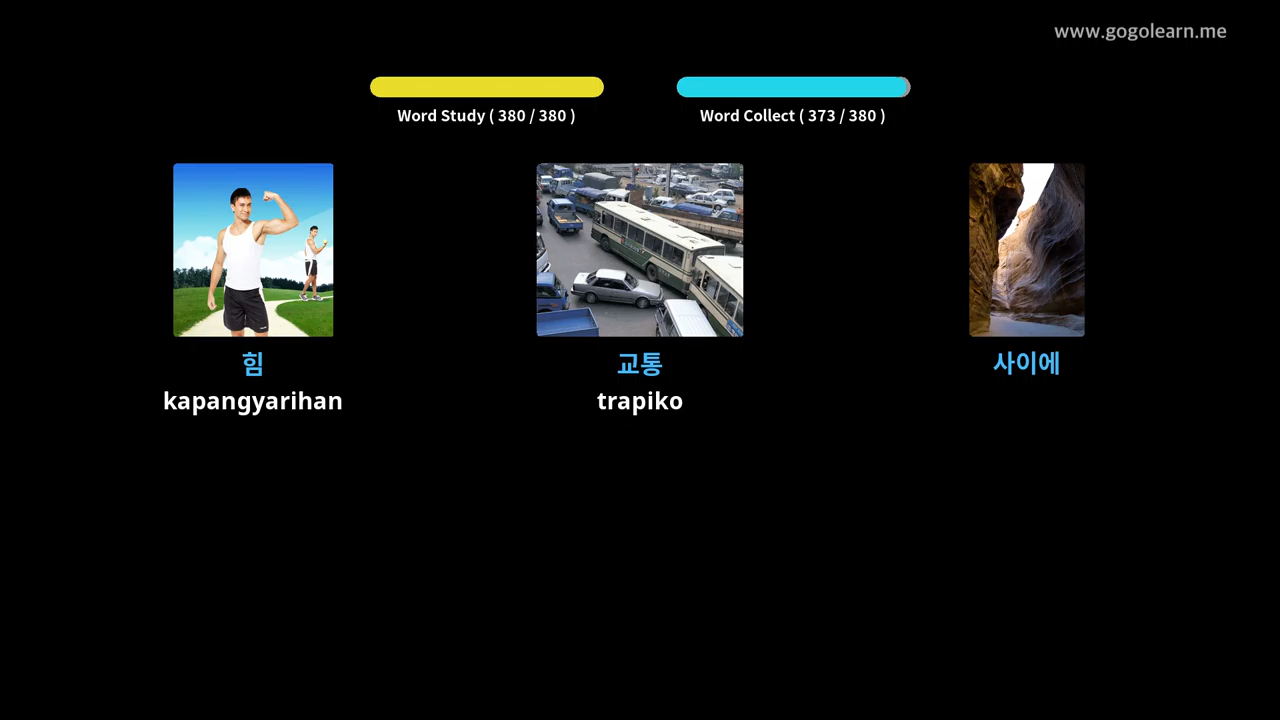 www.gogolearn.me
Word Study ( 380 / 380 )
Word Collect ( 373 / 380 )
힘
교통
사이에
kapangyarihan
trapiko